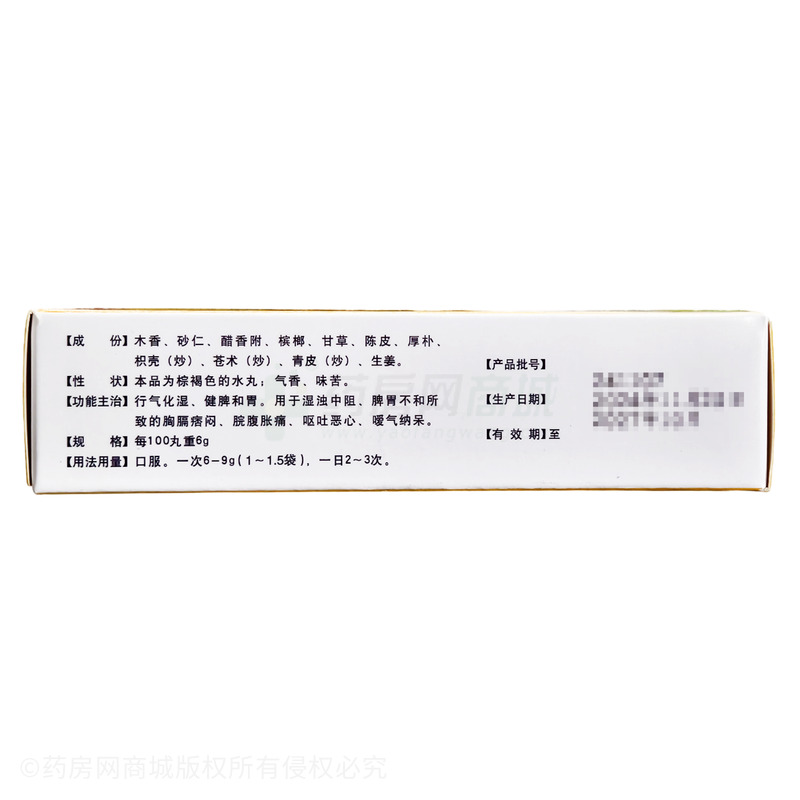 【成 份】木香、砂仁、醋香附、槟榔、甘草、陈皮、厚朴、
枳壳（炒）、苍术（炒）、青皮（炒）、生姜。
【性 状】本品为棕褐色的水丸；气香、味苦。
【功能主治】行气化湿、健脾和胃。用于湿浊中阻、脾胃不和所
致的胸膈痞闷、脘腹胀痛、呕吐恶心、嗳气纳呆。
【规 格】每100丸重6g
【用法用量】口服。一次6-9g（1～1.5袋），一日2～3次。
【产品批号】
【生产日期】
【有 效 期】至
药房网商城
©药房网商城版权所有侵权必究